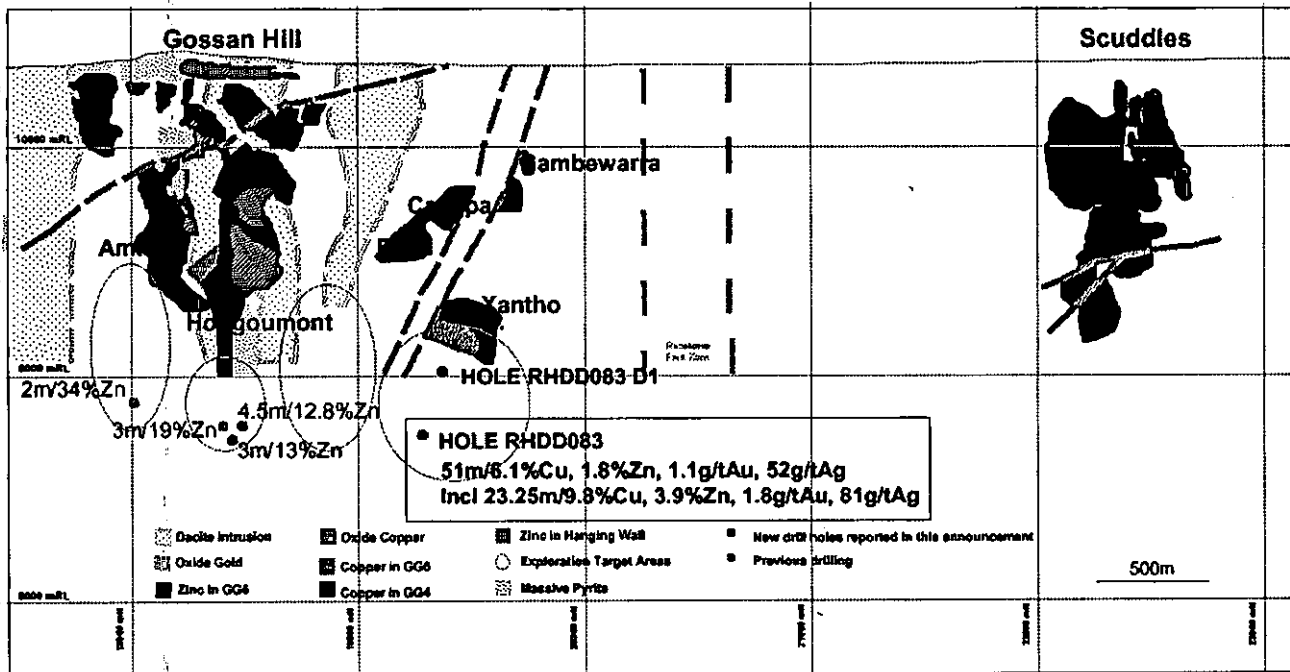 Gossan Hill
Scuddles
10000 mRL
Xantho
HOLE RHDD083 D1
2m/34%Zn
4.5m/12.8%Zn
3m/19%Zn
3m/13%Zn
HOLE RHDD083
51m/6.1%Cu, 1.8%Zn, 1.1g/tAu, 52g/tAg
Incl 23.25m/9.8%Cu, 3.9%Zn, 1.8g/tAu, 81g/tAg
Dacite Intrusion
Oxide Copper
Zinc in Hanging Wall
New drill holes reported in this announcement
Oxide Gold
Copper in GG6
Exploration Target Areas
Previous drilling
Zinc in GG6
Copper in GG4
Massive Pyrite
500m